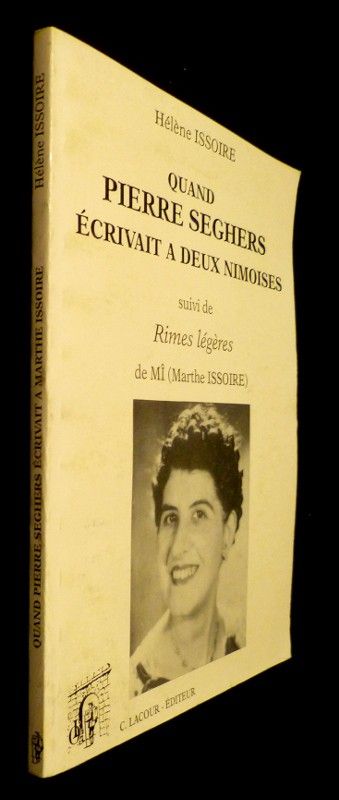 Hélène ISSOIRE
QUAND
PIERRE SEGHERS
ÉCRIVAIT A DEUX NIMOISES
suivi de
Rimes légères
de MÎ (Marthe ISSOIRE)
C. LACOUR - ÉDITEUR
QUAND PIERRE SEGHERS ÉCRIVAIT A MARTHE ISSOIRE
Hélène ISSOIRE